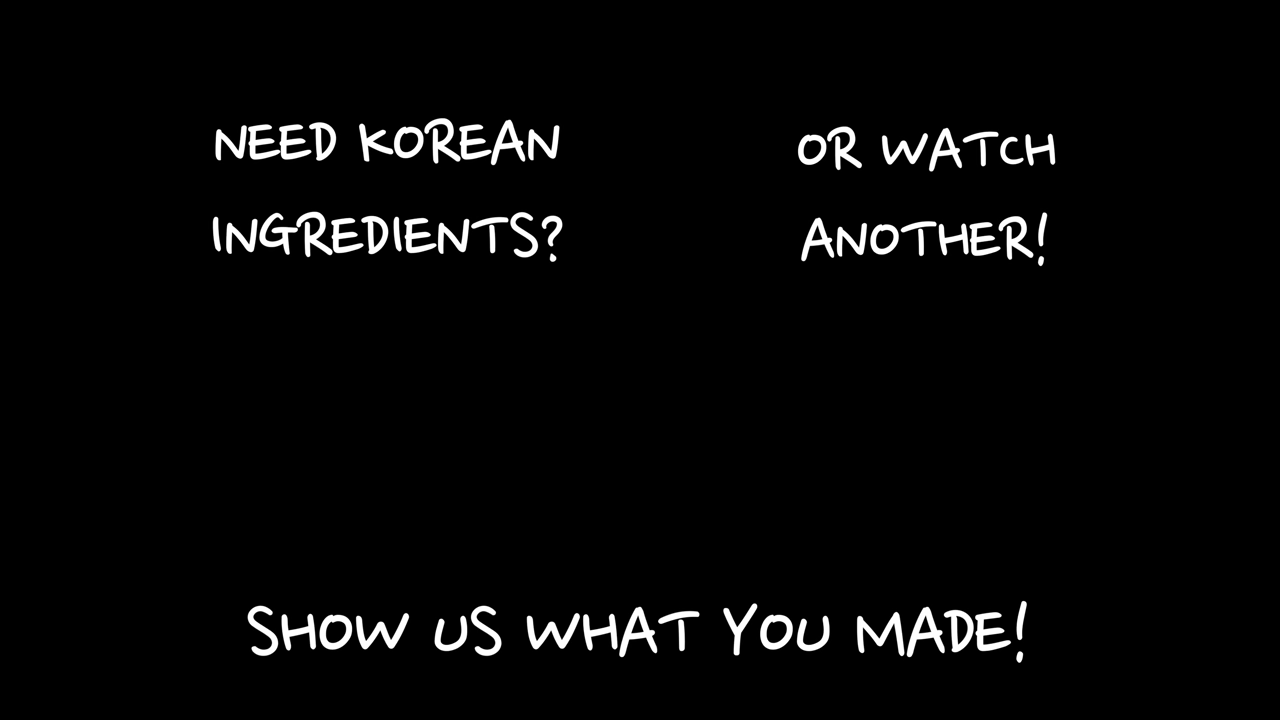 NEED KOREAN
INGREDIENTS?
OR WATCH
ANOTHER!
SHOW US WHAT YOU MADE!